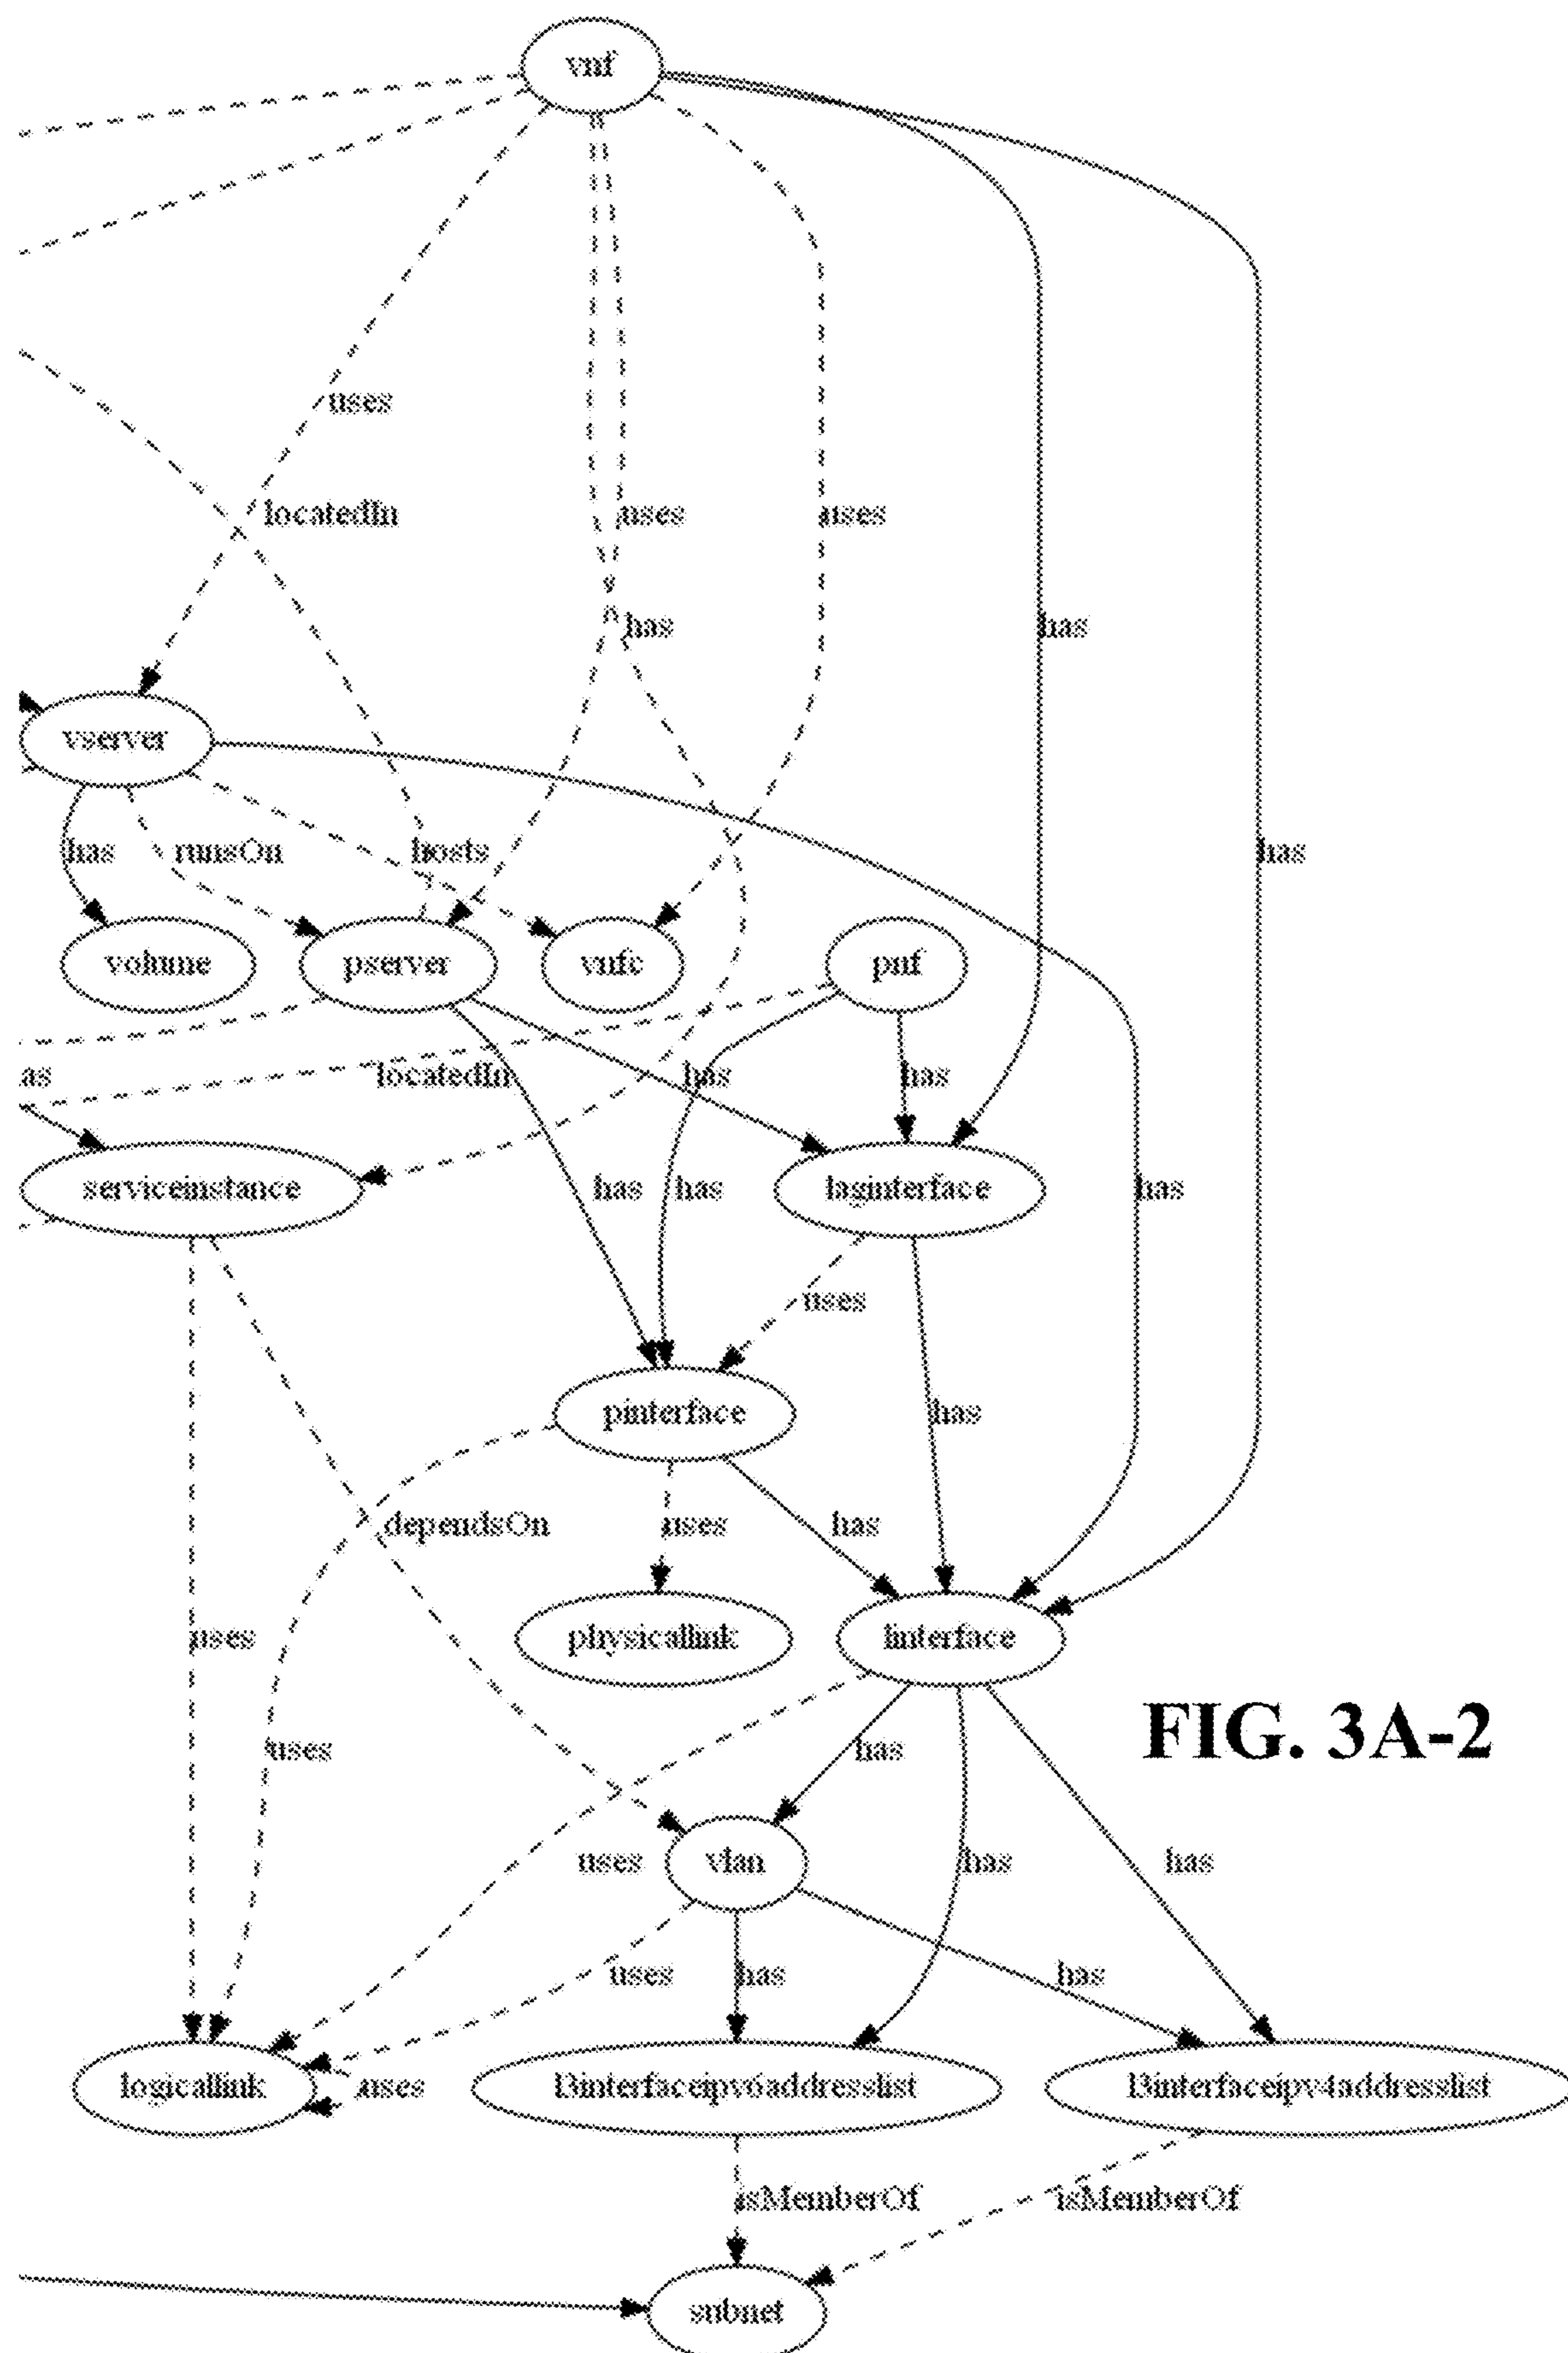 vnf
uses
locatedIn
uses
uses
has
has
vserver
has
runsOn
hosts
has
volume
pserver
vnfc
pnf
as
locatedIn
has
has
serviceinstance
has
has
laginterface
has
uses
pinterface
has
dependsOn
uses
has
uses
physicallink
linterface
uses
has
FIG. 3A-2
uses
vlan
has
has
uses
has
has
logicallink
uses
l3interfaceipv6addresslist
l3interfaceipv4addresslist
isMemberOf
isMemberOf
subnet